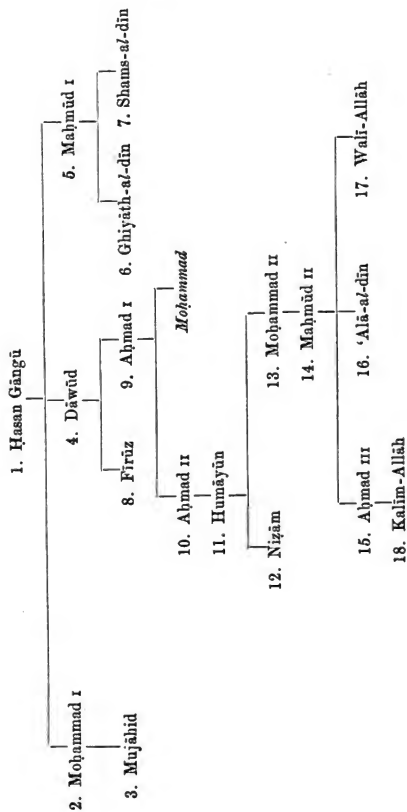 1. Ḥasan Gāngū
2. Moḥammad I
4. Dāwūd
5. Maḥmūd I
3. Mujāhid
8. Fīrūz
9. Aḥmad I
6. Ghiyāth-al-dīn
7. Shams-al-dīn
10. Aḥmad II
Moḥammad
11. Humāyūn
12. Niẓām
13. Moḥammad II
14. Maḥmūd II
15. Aḥmad III
16. ʿAlā-al-dīn
17. Walī-Allāh
18. Kalīm-Allāh